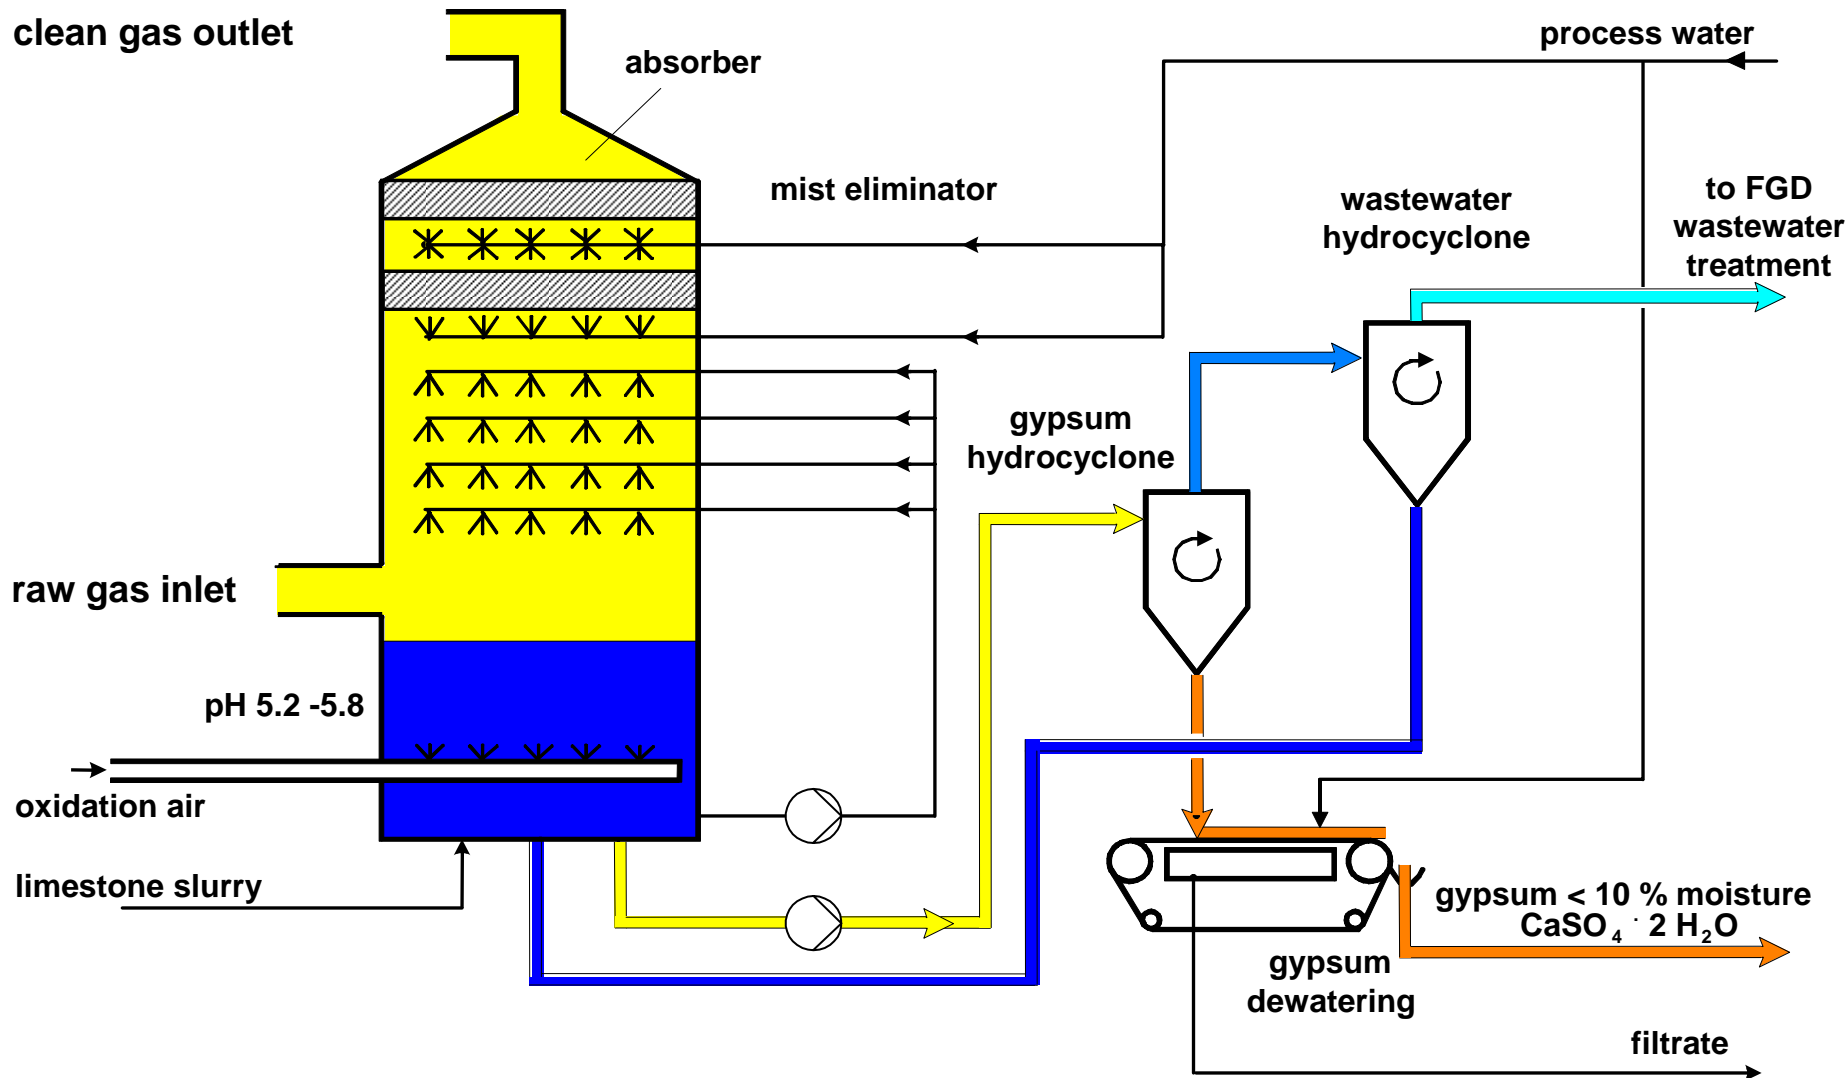 clean gas outlet
process water
absorber
mist eliminator
wastewater
hydrocyclone
to FGD
wastewater
treatment
gypsum
hydrocyclone
raw gas inlet
pH 5.2 -5.8
oxidation air
limestone slurry
gypsum < 10 % moisture
CaSO₄ · 2 H₂O
gypsum
dewatering
filtrate